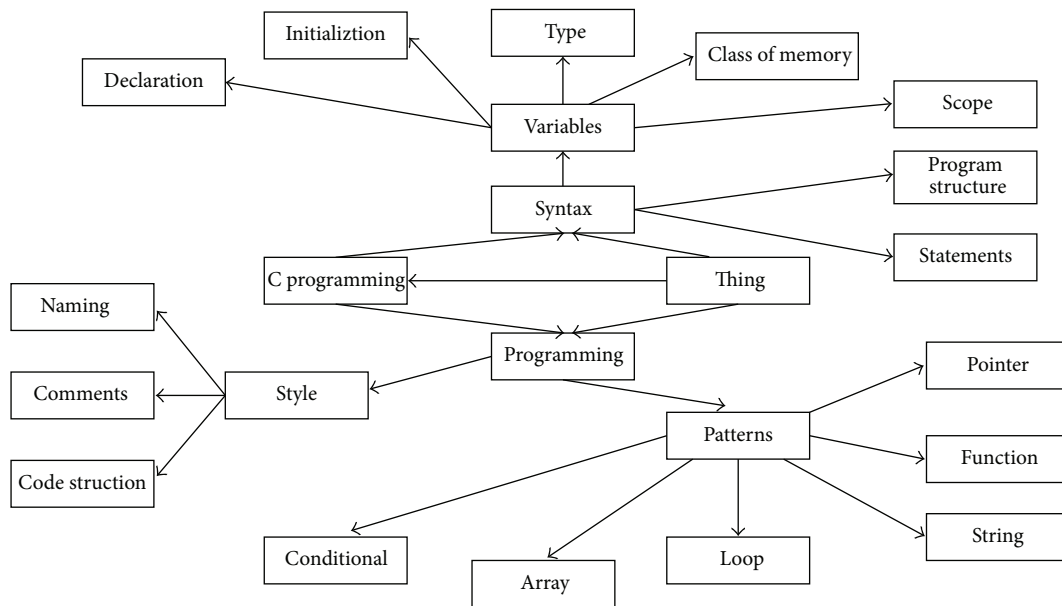 Initializtion
Type
Class of memory
Declaration
Variables
Scope
Program
structure
Syntax
Statements
C programming
Thing
Naming
Programming
Pointer
Comments
Style
Patterns
Function
Code struction
String
Conditional
Loop
Array